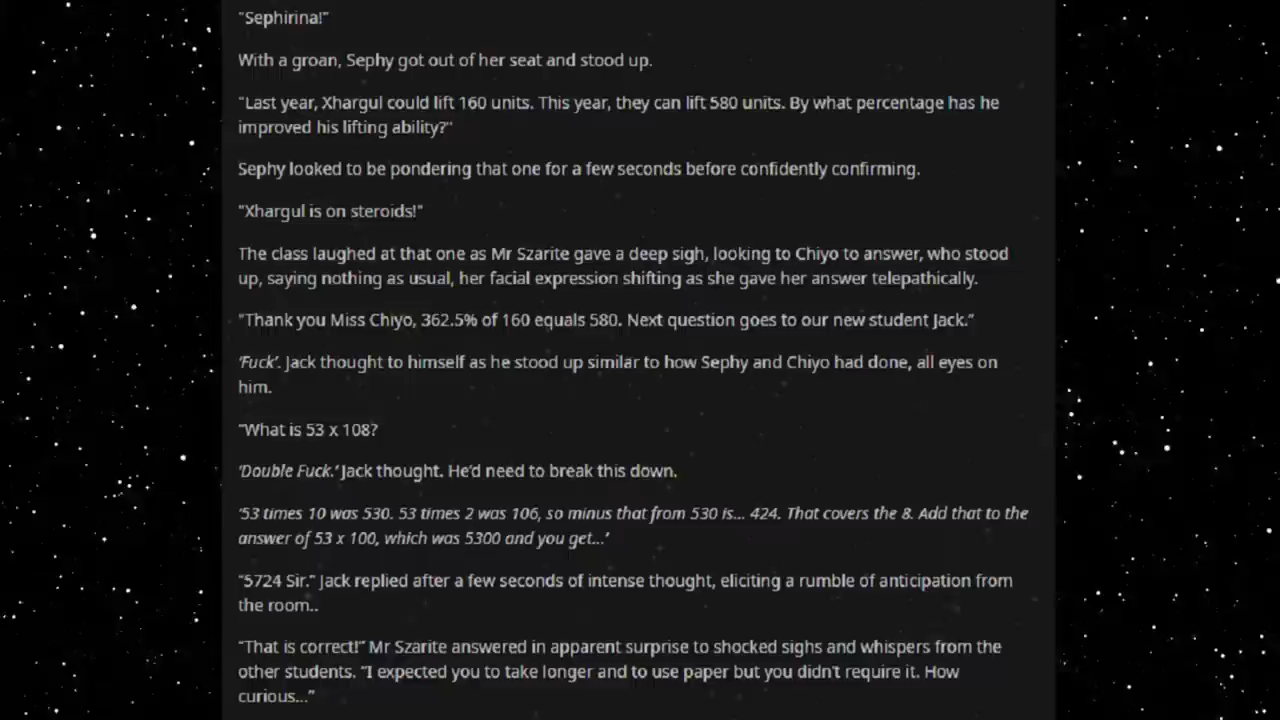 "Sephirina!"
With a groan, Sephy got out of her seat and stood up.
"Last year, Xhargul could lift 160 units. This year, they can lift 580 units. By what percentage has he
improved his lifting ability?"
Sephy looked to be pondering that one for a few seconds before confidently confirming.
"Xhargul is on steroids!"
The class laughed at that one as Mr Szarite gave a deep sigh, looking to Chiyo to answer, who stood
up, saying nothing as usual, her facial expression shifting as she gave her answer telepathically.
"Thank you Miss Chiyo, 362.5% of 160 equals 580. Next question goes to our new student Jack."
'Fuck'. Jack thought to himself as he stood up similar to how Sephy and Chiyo had done, all eyes on
him.
"What is 53 x 108?
'Double Fuck.' Jack thought. He'd need to break this down.
'53 times 10 was 530. 53 times 2 was 106, so minus that from 530 is... 424. That covers the 8. Add that to the
answer of 53 x 100, which was 5300 and you get...'
"5724 Sir." Jack replied after a few seconds of intense thought, eliciting a rumble of anticipation from
the room..
"That is correct!" Mr Szarite answered in apparent surprise to shocked sighs and whispers from the
other students. "I expected you to take longer and to use paper but you didn't require it. How
curious..."